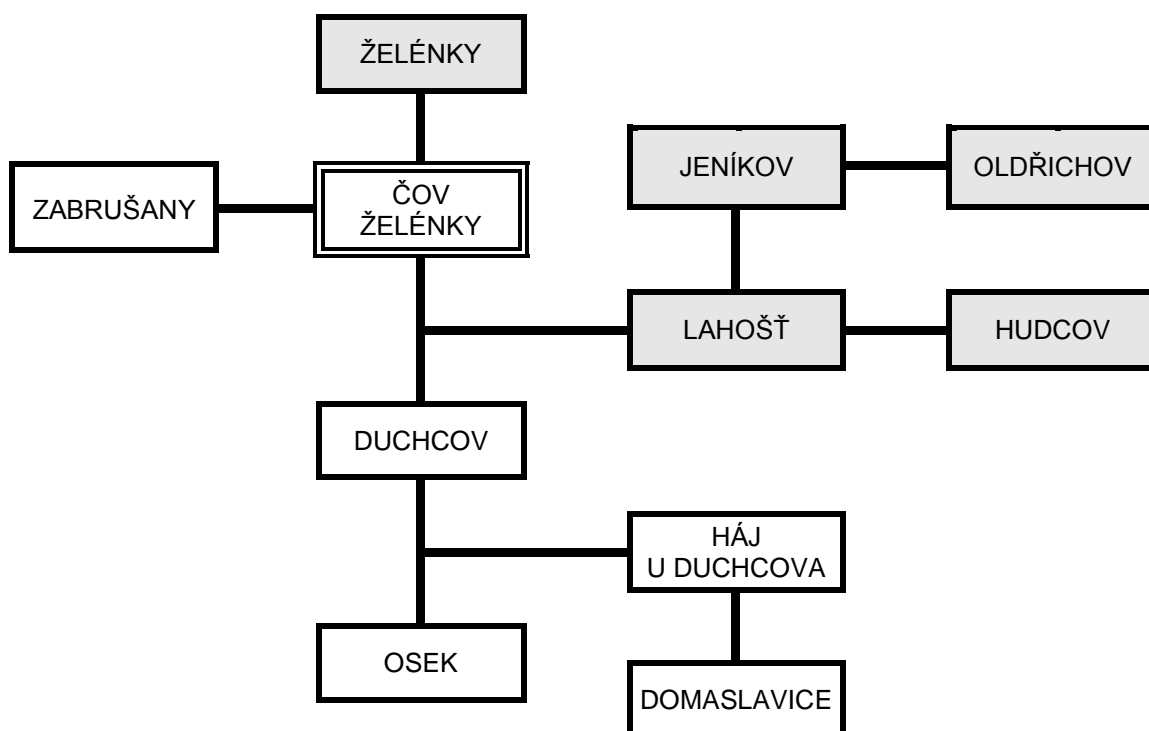 ŽELÉNKY
JENÍKOV
OLDŘICHOV
ZABRUŠANY
ČOV
ŽELÉNKY
LAHOŠŤ
HUDCOV
DUCHCOV
HÁJ
U DUCHCOVA
OSEK
DOMASLAVICE